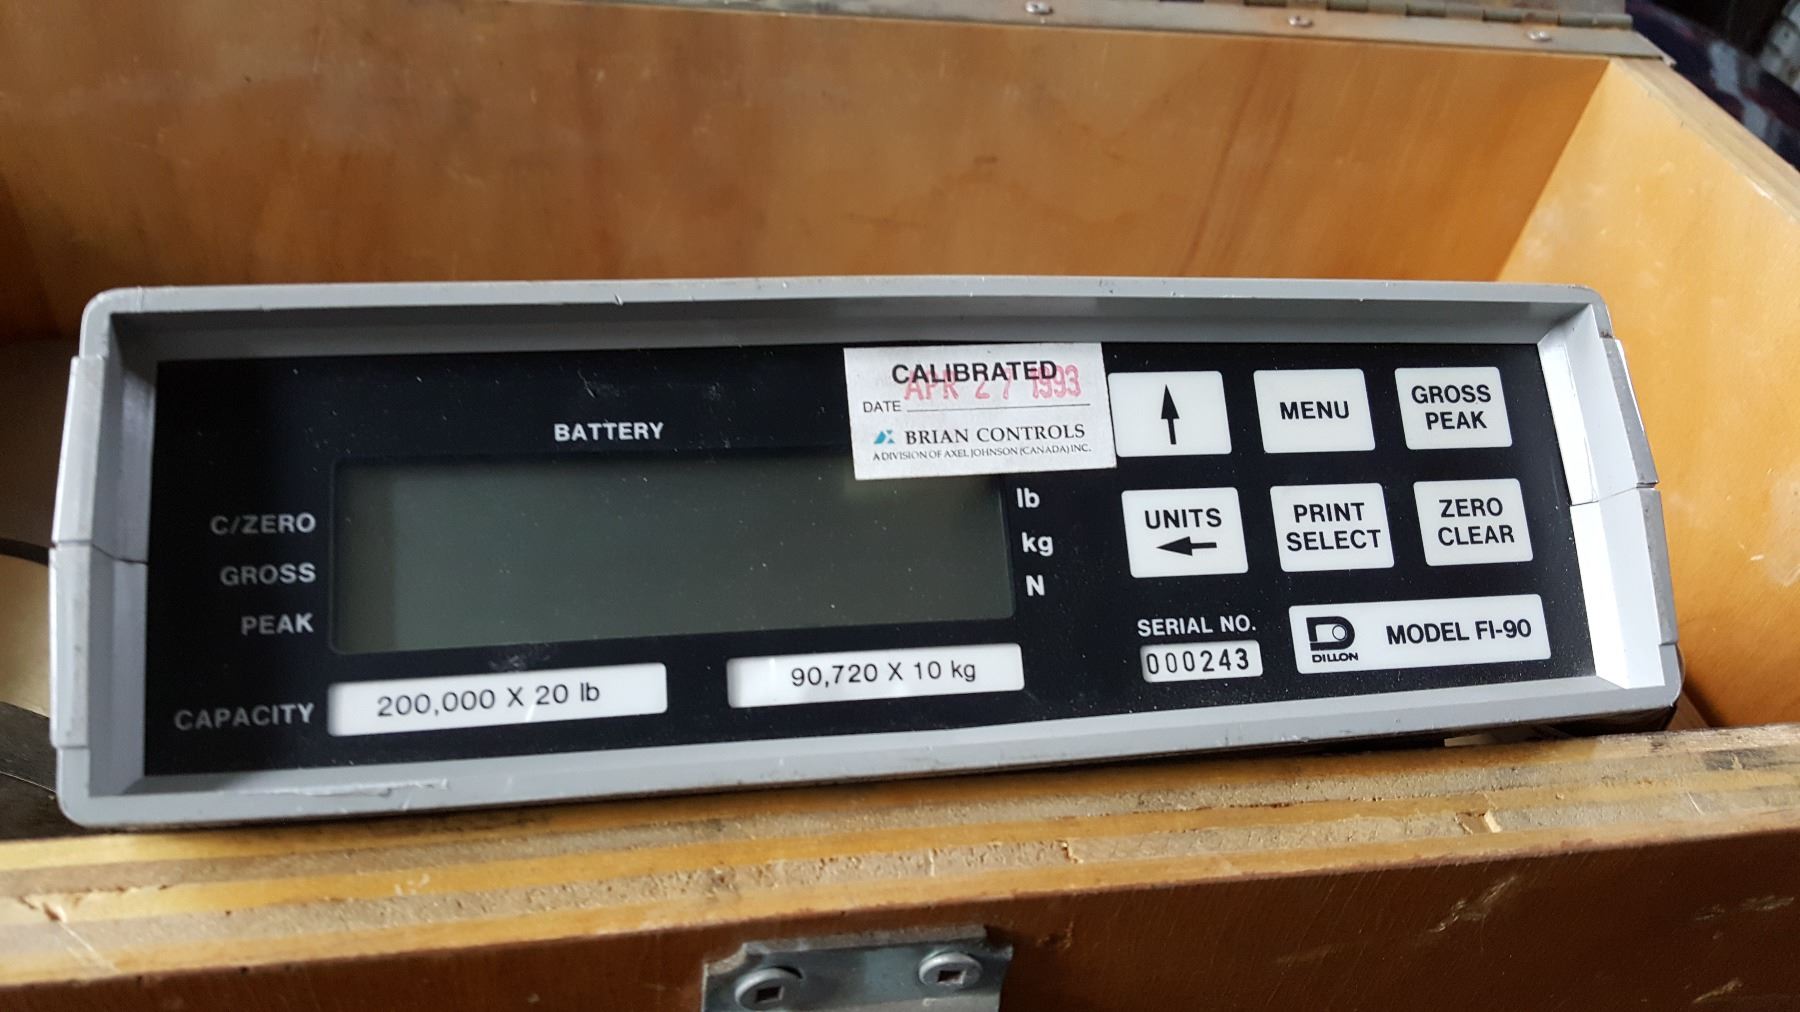 CALIBRATED
DATE APR 27 1993
BRIAN CONTROLS
A DIVISION OF AXEL JOHNSON (CANADA) INC.
BATTERY
C/ZERO
GROSS
PEAK
lb
kg
N
CAPACITY
200,000 X 20 lb
90,720 X 10 kg
MENU
GROSS
PEAK
UNITS
PRINT
SELECT
ZERO
CLEAR
SERIAL NO.
000243
DILLON
MODEL FI-90